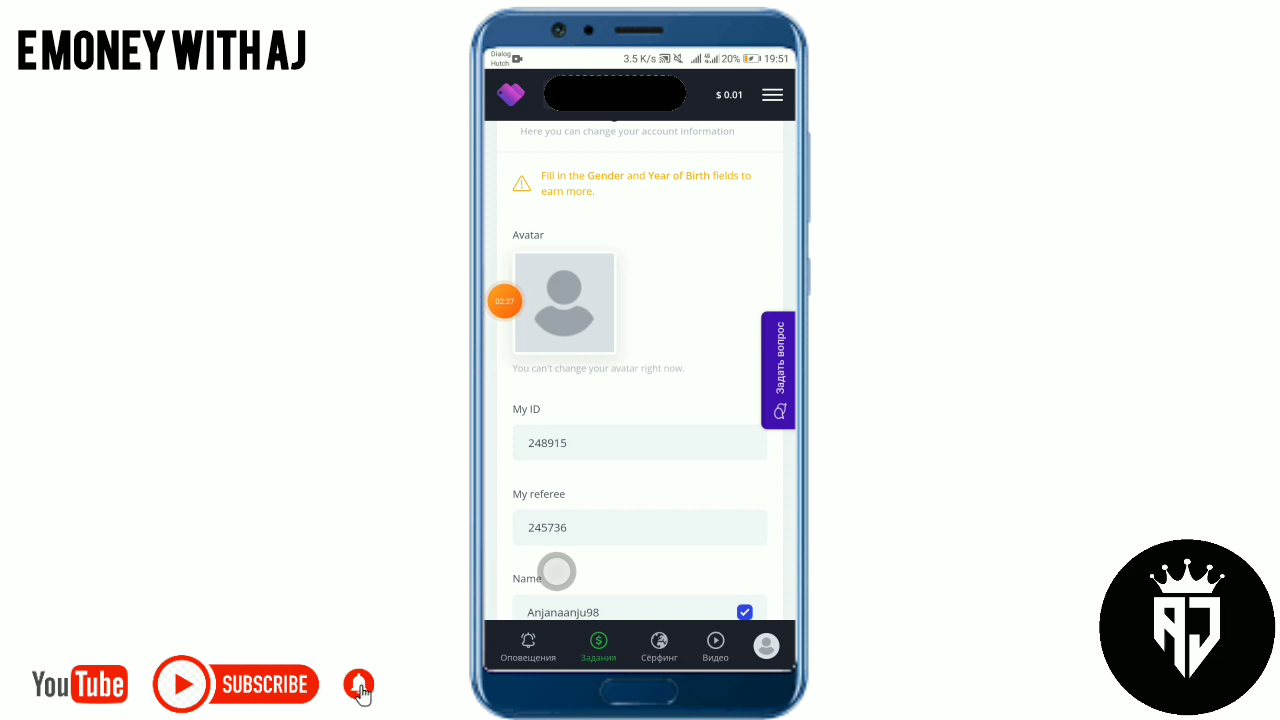 E MONEY WITH AJ
Dialog
Hutch
3.5 K/s
4G
20%
19:51
$ 0.01
Here you can change your account information
Fill in the Gender and Year of Birth fields to
earn more.
Avatar
02:27
You can't change your avatar right now.
Задать вопрос
My ID
248915
My referee
245736
Name
Anjanaanju98
Оповещения
Задания
Сёрфинг
Видео
YouTube
SUBSCRIBE
AJ